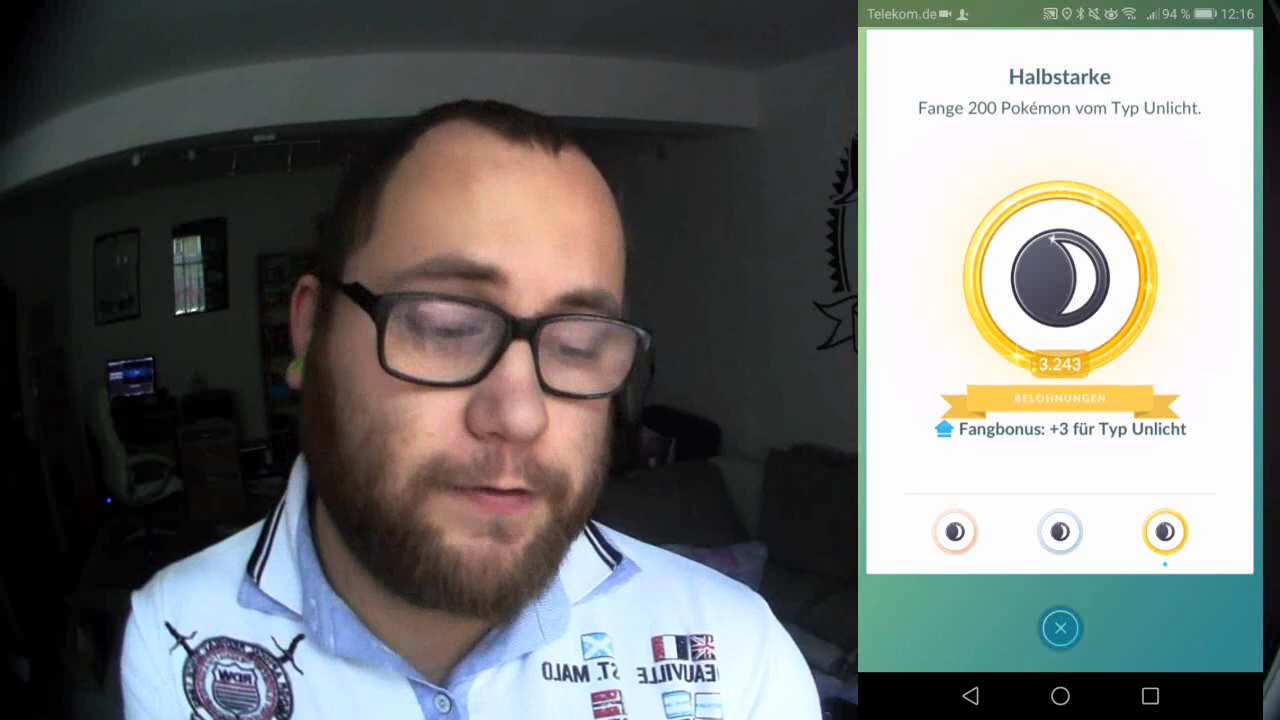 Telekom.de
94 %
12:16
Halbstarke
Fange 200 Pokémon vom Typ Unlicht.
3.243
BELOHNUNGEN
Fangbonus: +3 für Typ Unlicht
ST. MALO
DEAUVILLE